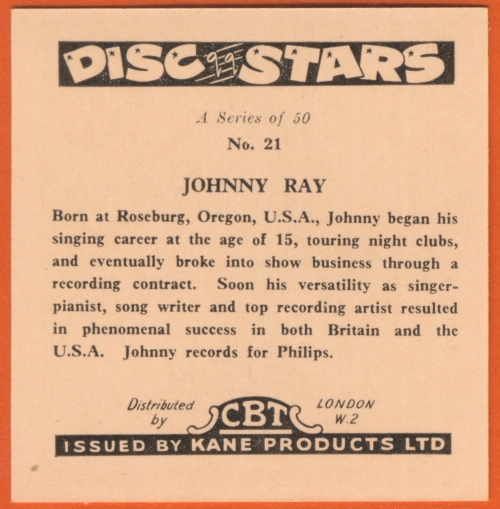 DISC STARS
A Series of 50
No. 21
JOHNNY RAY
Born at Roseburg, Oregon, U.S.A., Johnny began his
singing career at the age of 15, touring night clubs,
and eventually broke into show business through a
recording contract. Soon his versatility as singer-
pianist, song writer and top recording artist resulted
in phenomenal success in both Britain and the
U.S.A. Johnny records for Philips.
Distributed by CBT LONDON W.2
ISSUED BY KANE PRODUCTS LTD